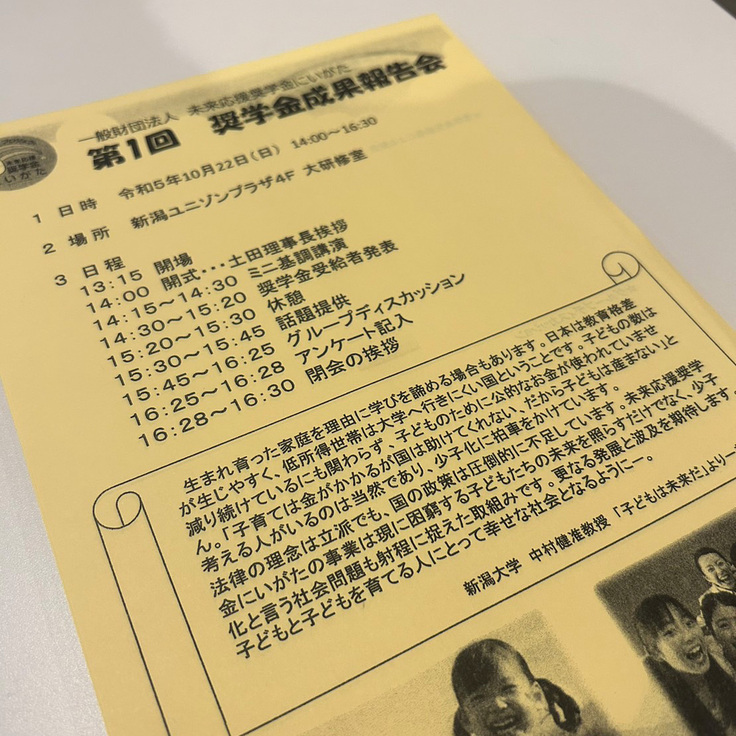 一般財団法人 未来応援奨学金にいがた
第1回 奨学金成果報告会
未来応援
奨学金
いがた
1 日時 令和5年10月22日(日) 14:00～16:30
2 場所 新潟ユニゾンプラザ4F 大研修室
3 日程
13:15 開場
14:00 開式・・・土田理事長挨拶
14:15～14:30 ミニ基調講演
14:30～15:20 奨学金受給者発表
15:20～15:30 休憩
15:30～15:45 話題提供
15:45～16:25 グループディスカッション
16:25～16:28 アンケート記入
16:28～16:30 閉会の挨拶
生まれ育った家庭を理由に学びを諦める場合もあります。日本は教育格差
が生じやすく、低所得世帯は大学へ行きにくい国ということです。子どもの数は
減り続けているにも関わらず、子どものために公的なお金が使われていませ
ん。「子育ては金がかかるが国は助けてくれない、だから子どもは産まない」と
考える人がいるのは当然であり、少子化に拍車をかけています。
法律の理念は立派でも、国の政策は圧倒的に不足しています。未来応援奨学
金にいがたの事業は現に困窮する子どもたちの未来を照らすだけでなく、少子
化と言う社会問題も射程に捉えた取組みです。更なる発展と波及を期待します。
子どもと子どもを育てる人にとって幸せな社会となるように―。
新潟大学 中村健准教授 「子どもは未来だ」より